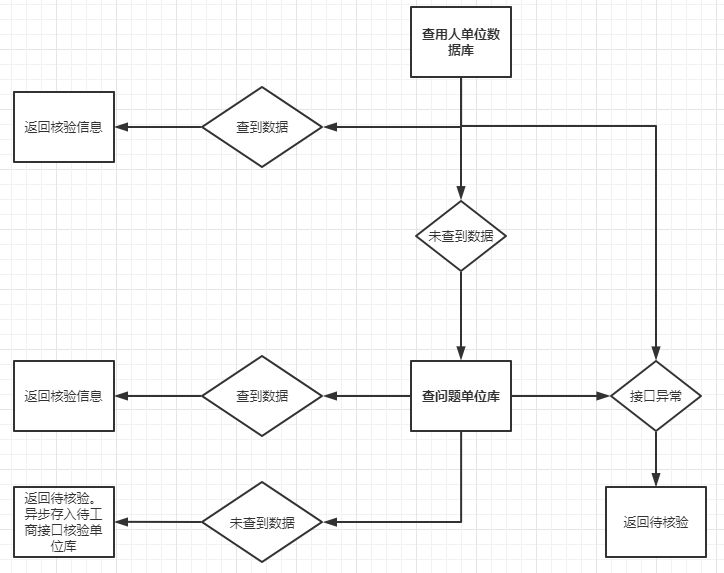 查用人单位数
据库
返回核验信息
查到数据
未查到数据
返回核验信息
查到数据
查问题单位库
接口异常
返回待核验。
异步存入待工
商接口核验单
位库
未查到数据
返回待核验